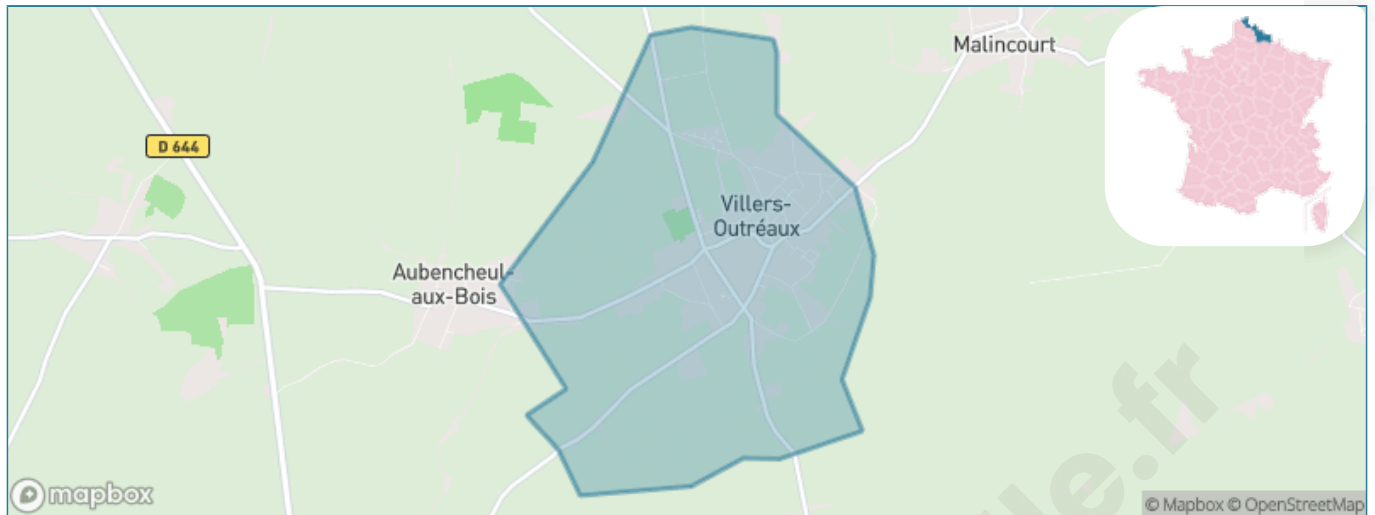 Malincourt
D 644
Villers-
Outréaux
Aubencheul-
aux-Bois
mapbox
© Mapbox © OpenStreetMap